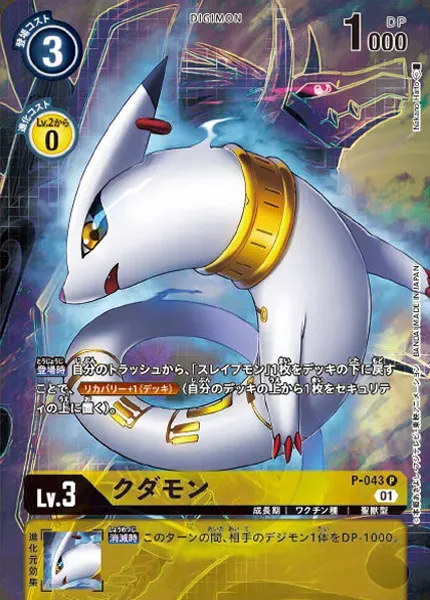 DIGIMON
登場コスト
3
DP
1000
進化コスト
Lv.2から
0
登場時 自分のトラッシュから、「スレイプモン」1枚をデッキの下に戻す
ことで、リカバリー+1《デッキ》(自分のデッキの上から1枚をセキュリテ
ィの上に置く)。
BANDAI | MADE IN JAPAN
P-043 P
01
Lv.3
クダモン
成長期 | ワクチン種 | 聖獣型
進化元効果
消滅時 このターンの間、相手のデジモン1体をDP-1000。